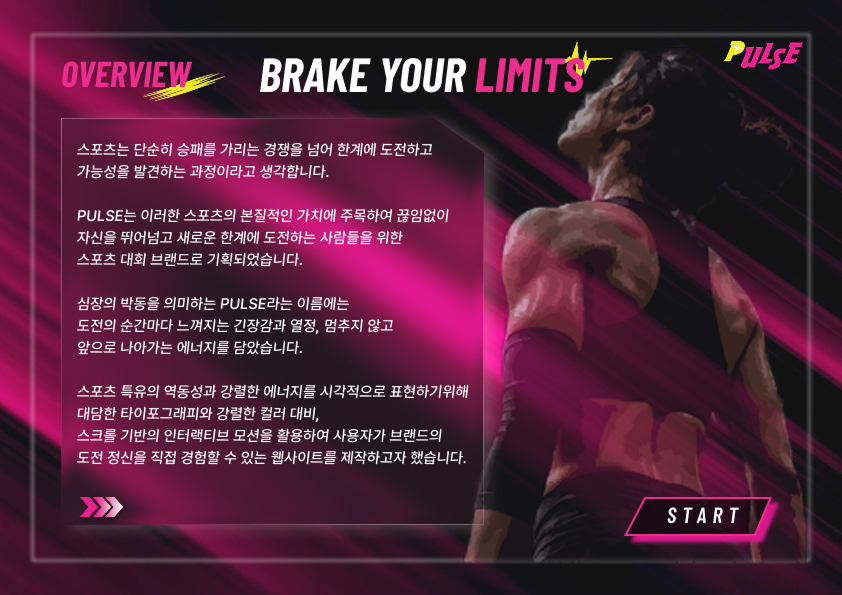 OVERVIEW
BRAKE YOUR LIMITS
PULSE
스포츠는 단순히 승패를 가리는 경쟁을 넘어 한계에 도전하고
가능성을 발견하는 과정이라고 생각합니다.
PULSE는 이러한 스포츠의 본질적인 가치에 주목하여 끊임없이
자신을 뛰어넘고 새로운 한계에 도전하는 사람들을 위한
스포츠 대회 브랜드로 기획되었습니다.
심장의 박동을 의미하는 PULSE라는 이름에는
도전의 순간마다 느껴지는 긴장감과 열정, 멈추지 않고
앞으로 나아가는 에너지를 담았습니다.
스포츠 특유의 역동성과 강렬한 에너지를 시각적으로 표현하기위해
대담한 타이포그래피와 강렬한 컬러 대비,
스크롤 기반의 인터랙티브 모션을 활용하여 사용자가 브랜드의
도전 정신을 직접 경험할 수 있는 웹사이트를 제작하고자 했습니다.
START